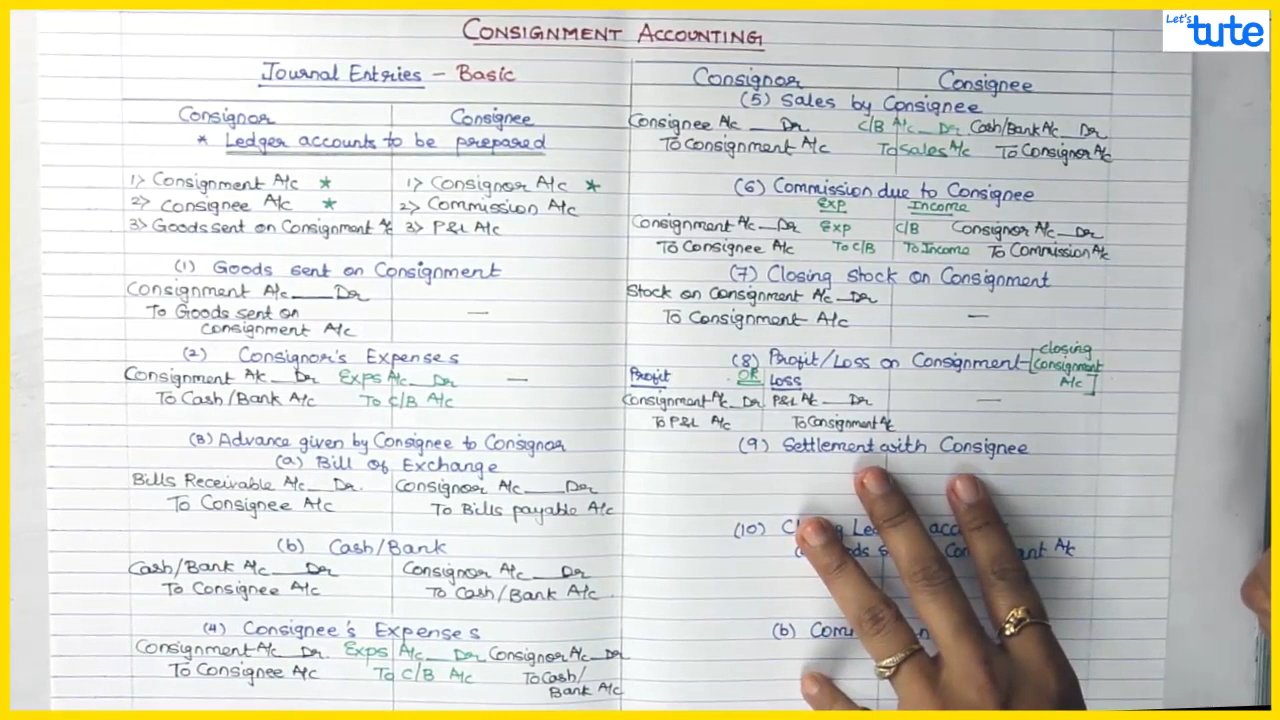 Let's tute
CONSIGNMENT ACCOUNTING
Journal Entries - Basic
Consignor Consignee
* Ledger accounts to be prepared
1> Consignment A/c * 1> Consignor A/c *
2> Consignee A/c * 2> Commission A/c
3> Goods sent on Consignment A/c 3> P&L A/c
(1) Goods sent on Consignment
Consignment A/c ___ Dr
To Goods sent on —
consignment A/c
(2) Consignor's Expenses
Consignment A/c _ Dr Exps A/c _ Dr —
To Cash/Bank A/c To C/B A/c
(3) Advance given by Consignee to Consignor
(a) Bill of Exchange
Bills Receivable A/c _ Dr. Consignor A/c ___ Dr
To Consignee A/c To Bills payable A/c
(b) Cash/Bank
Cash/Bank A/c __ Dr Consignor A/c __ Dr
To Consignee A/c To Cash/Bank A/c
(4) Consignee's Expenses
Consignment A/c _ Dr. Exps A/c _ Dr Consignor A/c _ Dr
To Consignee A/c To C/B A/c To Cash/
Bank A/c
Consignor Consignee
(5) Sales by Consignee
Consignee A/c __ Dr C/B A/c _ Dr Cash/Bank A/c _ Dr
To Consignment A/c To Sales A/c To Consignor A/c
(6) Commission due to Consignee
Exp Income
Consignment A/c _ Dr Exp C/B Consignor A/c _ Dr
To Consignee A/c To C/B To Income To Commission A/c
(7) Closing stock on Consignment
Stock on Consignment A/c _ Dr
To Consignment A/c —
(8) Profit/Loss on Consignment - [closing
Consignment
A/c]
Profit OR Loss
Consignment A/c _ Dr P&L A/c __ Dr —
To P&L A/c To Consignment A/c
(9) Settlement with Consignee
(10)
A/c
(b)